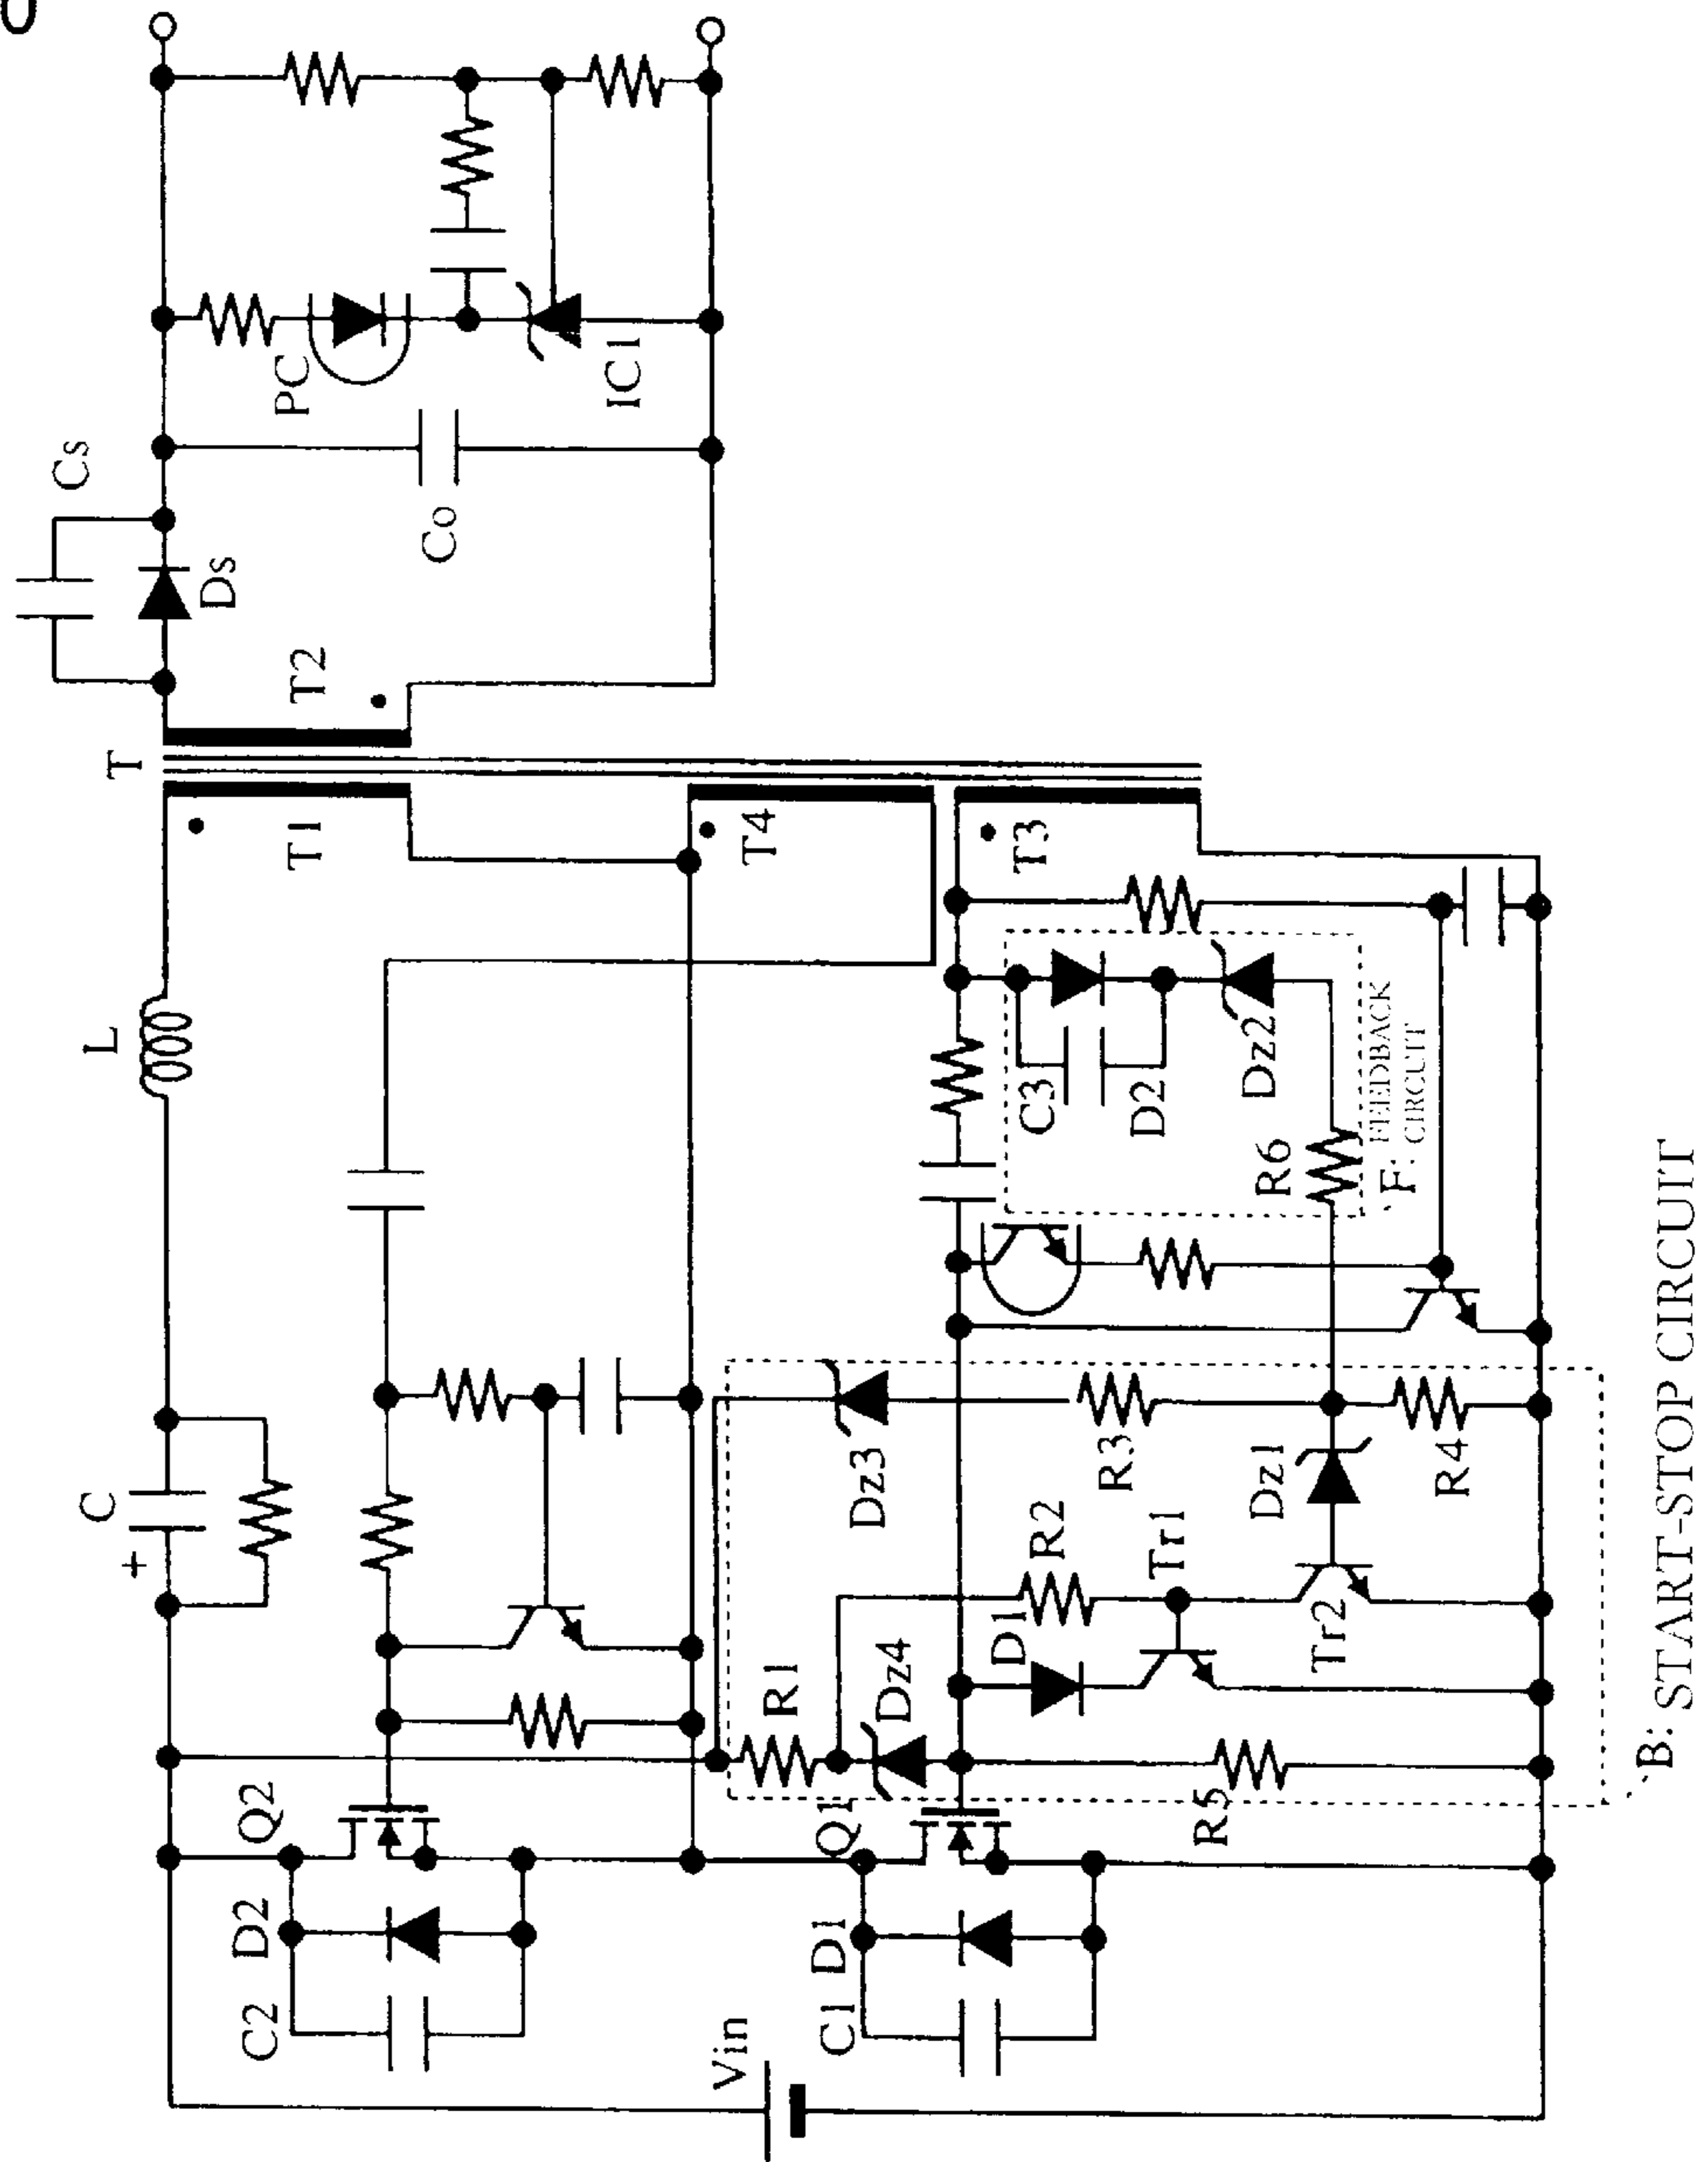 Cs
Ds
Co
PC
IC1
T
T2
T1
T4
T3
L
C
+
C3
D2
Dz2
R6
F: FEEDBACK
CIRCUIT
Dz3
R3
Dz1
R4
R2
Tr1
D1
Tr2
R1
Dz4
R5
Q2
Q1
D2
C2
D1
C1
Vin
B: START-STOP CIRCUIT